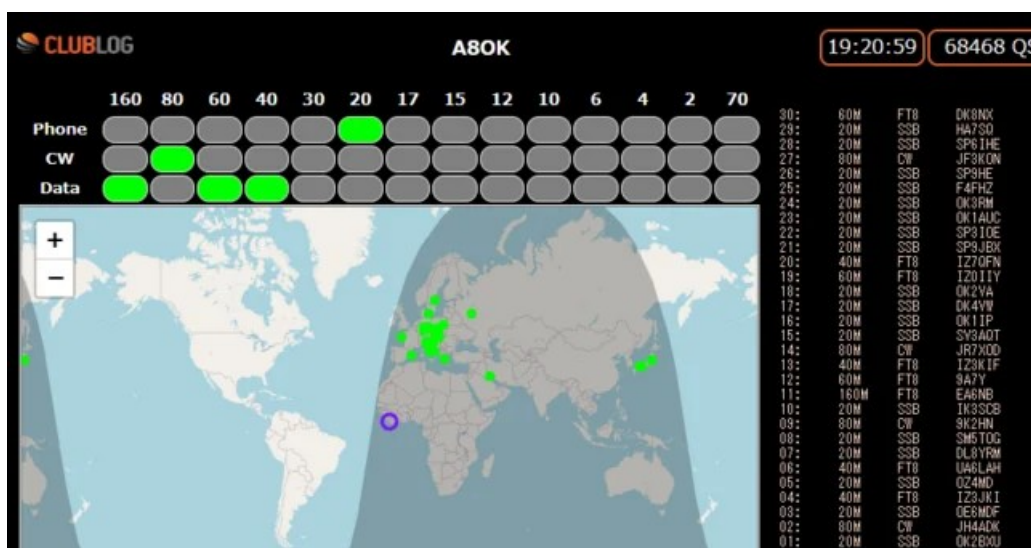 CLUBLOG
A8OK
19:20:59
68468 QS
160 80 60 40 30 20 17 15 12 10 6 4 2 70
Phone
CW
Data
+
−
30: 60M FT8 DK8NX
29: 20M SSB HA7SO
28: 20M SSB SP6IHE
27: 80M CW JF3KON
26: 20M SSB SP9HE
25: 20M SSB F4FHZ
24: 20M SSB OK3RM
23: 20M SSB OK1AUC
22: 20M SSB SP3IOE
21: 20M SSB SP9JBX
20: 40M FT8 IZ7OFN
19: 60M FT8 IZ0IIY
18: 20M SSB OK2VA
17: 20M SSB DK4YW
16: 20M SSB OK1IP
15: 20M SSB SV3AQT
14: 80M CW JR7XOD
13: 40M FT8 IZ3KIF
12: 60M FT8 9A7Y
11: 160M FT8 EA6NB
10: 20M SSB IK3SCB
09: 80M CW 9K2HN
08: 20M SSB SM5TOG
07: 20M SSB DL8YRM
06: 40M FT8 UA6LAH
05: 20M SSB OZ4MD
04: 40M FT8 IZ3JKI
03: 20M SSB OE6MDF
02: 80M CW JH4ADK
01: 20M SSB OK2BXU